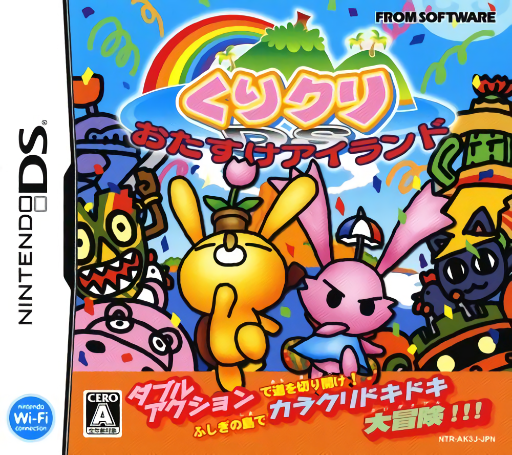 FROM SOFTWARE
くりクリ
DS
おたすけアイランド
NINTENDO DS
ダブル
アクション
で道を切り開け!
ふしぎの島で
カラクリドキドキ
大冒険!!!
Nintendo
Wi-Fi
CONNECTION
CERO
A
全年齢対象
NTR-AK3J-JPN